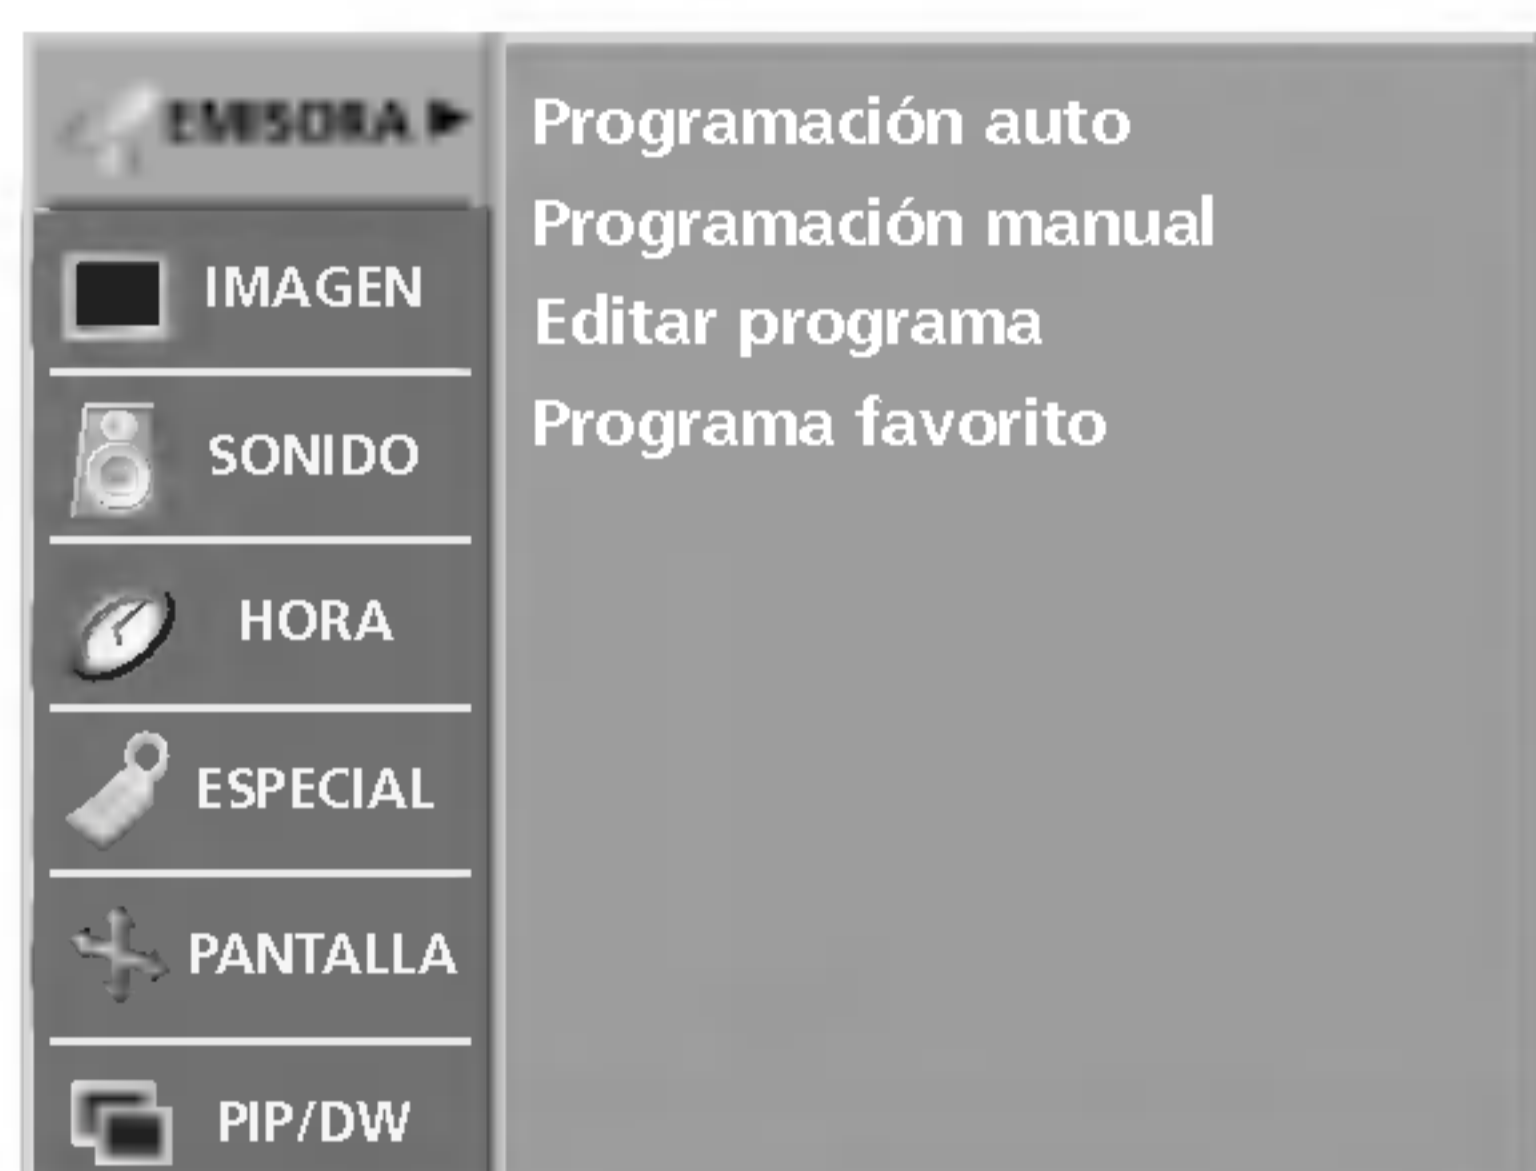 EMISORA
IMAGEN
SONIDO
HORA
ESPECIAL
PANTALLA
PIP/DW
Programación auto
Programación manual
Editar programa
Programa favorito